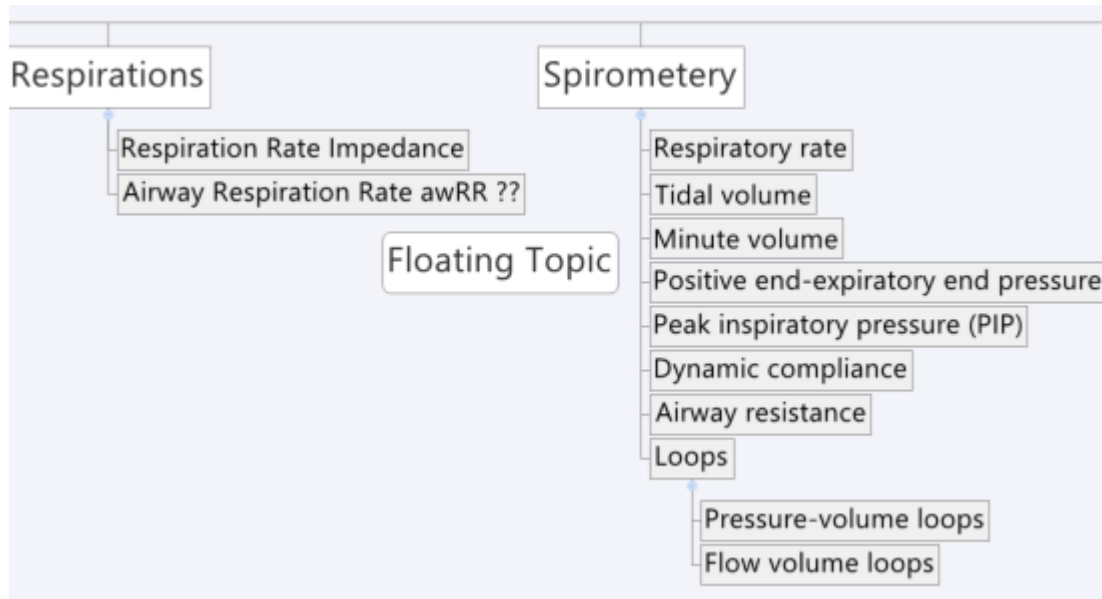 Respirations
Respiration Rate Impedance
Airway Respiration Rate awRR ??
Floating Topic
Spirometery
Respiratory rate
Tidal volume
Minute volume
Positive end-expiratory end pressure
Peak inspiratory pressure (PIP)
Dynamic compliance
Airway resistance
Loops
Pressure-volume loops
Flow volume loops